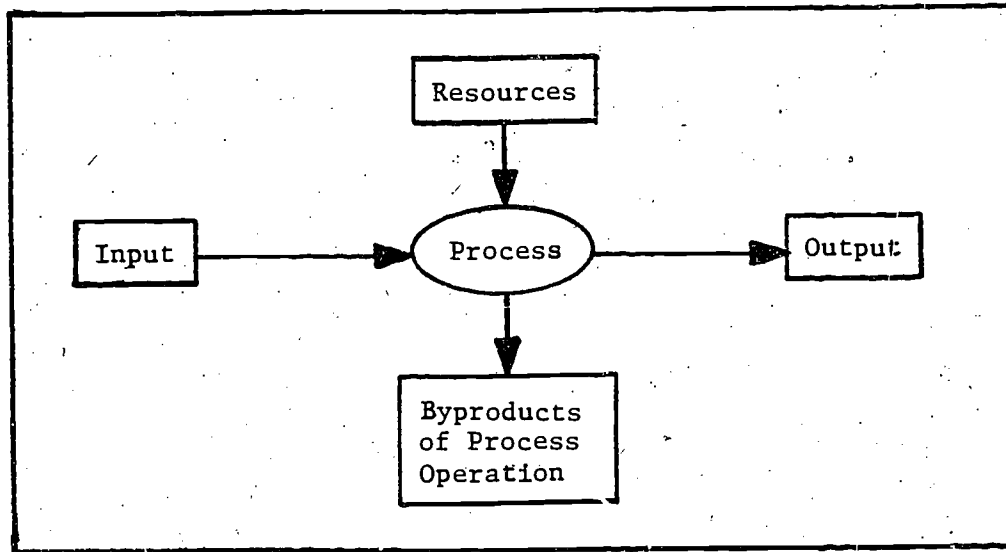 Resources
Input
Process
Output
Byproducts
of Process
Operation